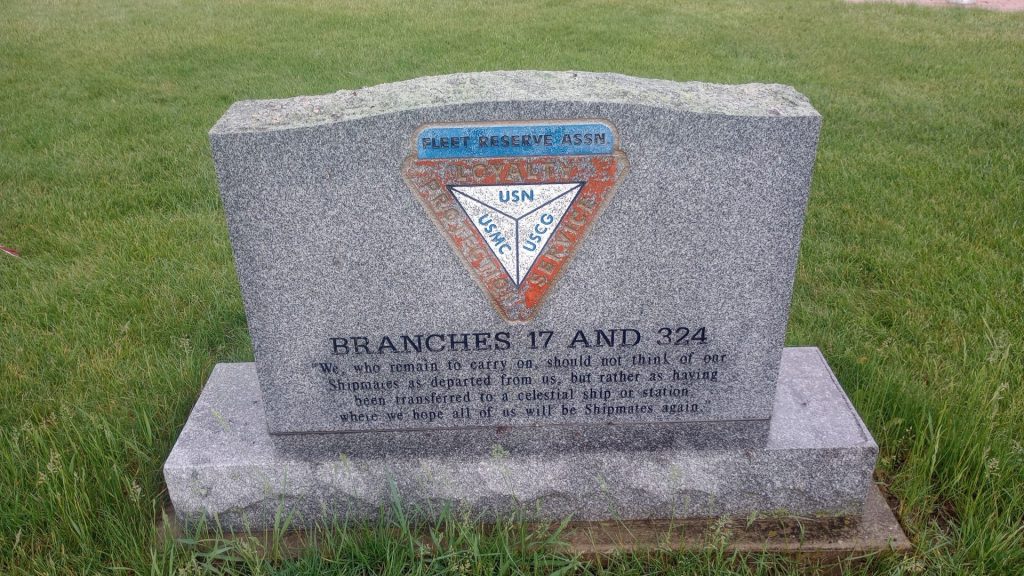 FLEET RESERVE ASSN
LOYALTY
PROTECTION
SERVICE
USN
USMC
USCG
BRANCHES 17 AND 324
"We, who remain to carry on, should not think of our
Shipmates as departed from us, but rather as having
been transferred to a celestial ship or station,
where we hope all of us will be Shipmates again."